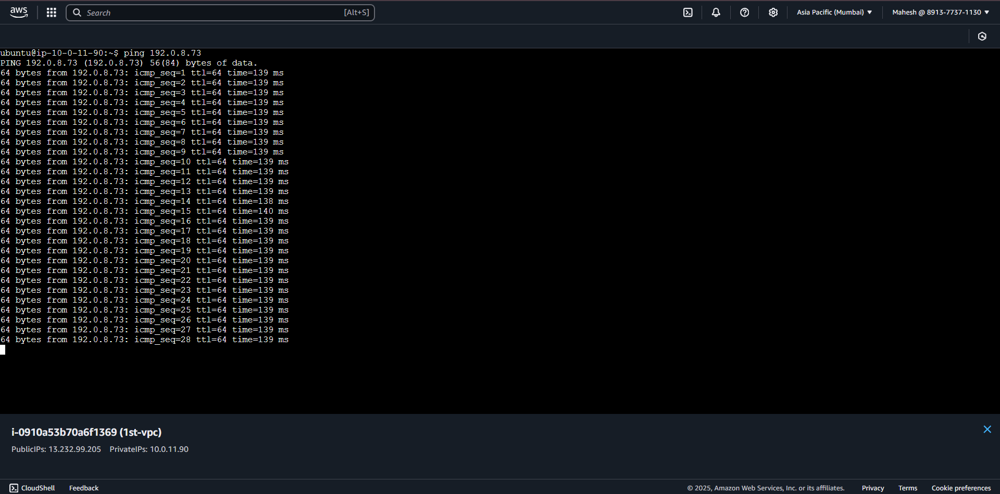 aws
Search [Alt+S]
Asia Pacific (Mumbai)
Mahesh @ 8913-7737-1130
ubuntu@ip-10-0-11-90:~$ ping 192.0.8.73
PING 192.0.8.73 (192.0.8.73) 56(84) bytes of data.
64 bytes from 192.0.8.73: icmp_seq=1 ttl=64 time=139 ms
64 bytes from 192.0.8.73: icmp_seq=2 ttl=64 time=139 ms
64 bytes from 192.0.8.73: icmp_seq=3 ttl=64 time=139 ms
64 bytes from 192.0.8.73: icmp_seq=4 ttl=64 time=139 ms
64 bytes from 192.0.8.73: icmp_seq=5 ttl=64 time=139 ms
64 bytes from 192.0.8.73: icmp_seq=6 ttl=64 time=139 ms
64 bytes from 192.0.8.73: icmp_seq=7 ttl=64 time=139 ms
64 bytes from 192.0.8.73: icmp_seq=8 ttl=64 time=139 ms
64 bytes from 192.0.8.73: icmp_seq=9 ttl=64 time=139 ms
64 bytes from 192.0.8.73: icmp_seq=10 ttl=64 time=139 ms
64 bytes from 192.0.8.73: icmp_seq=11 ttl=64 time=139 ms
64 bytes from 192.0.8.73: icmp_seq=12 ttl=64 time=139 ms
64 bytes from 192.0.8.73: icmp_seq=13 ttl=64 time=139 ms
64 bytes from 192.0.8.73: icmp_seq=14 ttl=64 time=138 ms
64 bytes from 192.0.8.73: icmp_seq=15 ttl=64 time=140 ms
64 bytes from 192.0.8.73: icmp_seq=16 ttl=64 time=139 ms
64 bytes from 192.0.8.73: icmp_seq=17 ttl=64 time=139 ms
64 bytes from 192.0.8.73: icmp_seq=18 ttl=64 time=139 ms
64 bytes from 192.0.8.73: icmp_seq=19 ttl=64 time=139 ms
64 bytes from 192.0.8.73: icmp_seq=20 ttl=64 time=139 ms
64 bytes from 192.0.8.73: icmp_seq=21 ttl=64 time=139 ms
64 bytes from 192.0.8.73: icmp_seq=22 ttl=64 time=139 ms
64 bytes from 192.0.8.73: icmp_seq=23 ttl=64 time=139 ms
64 bytes from 192.0.8.73: icmp_seq=24 ttl=64 time=139 ms
64 bytes from 192.0.8.73: icmp_seq=25 ttl=64 time=139 ms
64 bytes from 192.0.8.73: icmp_seq=26 ttl=64 time=139 ms
64 bytes from 192.0.8.73: icmp_seq=27 ttl=64 time=139 ms
64 bytes from 192.0.8.73: icmp_seq=28 ttl=64 time=139 ms
i-0910a53b70a6f1369 (1st-vpc)
PublicIPs: 13.232.99.205 PrivateIPs: 10.0.11.90
CloudShell Feedback © 2025, Amazon Web Services, Inc. or its affiliates. Privacy Terms Cookie preferences